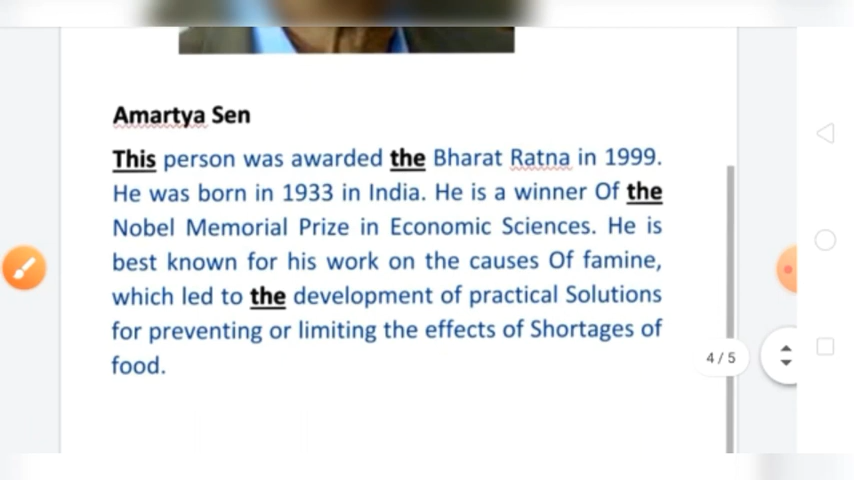 Amartya Sen
This person was awarded the Bharat Ratna in 1999.
He was born in 1933 in India. He is a winner Of the
Nobel Memorial Prize in Economic Sciences. He is
best known for his work on the causes Of famine,
which led to the development of practical Solutions
for preventing or limiting the effects of Shortages of
food.
4/5